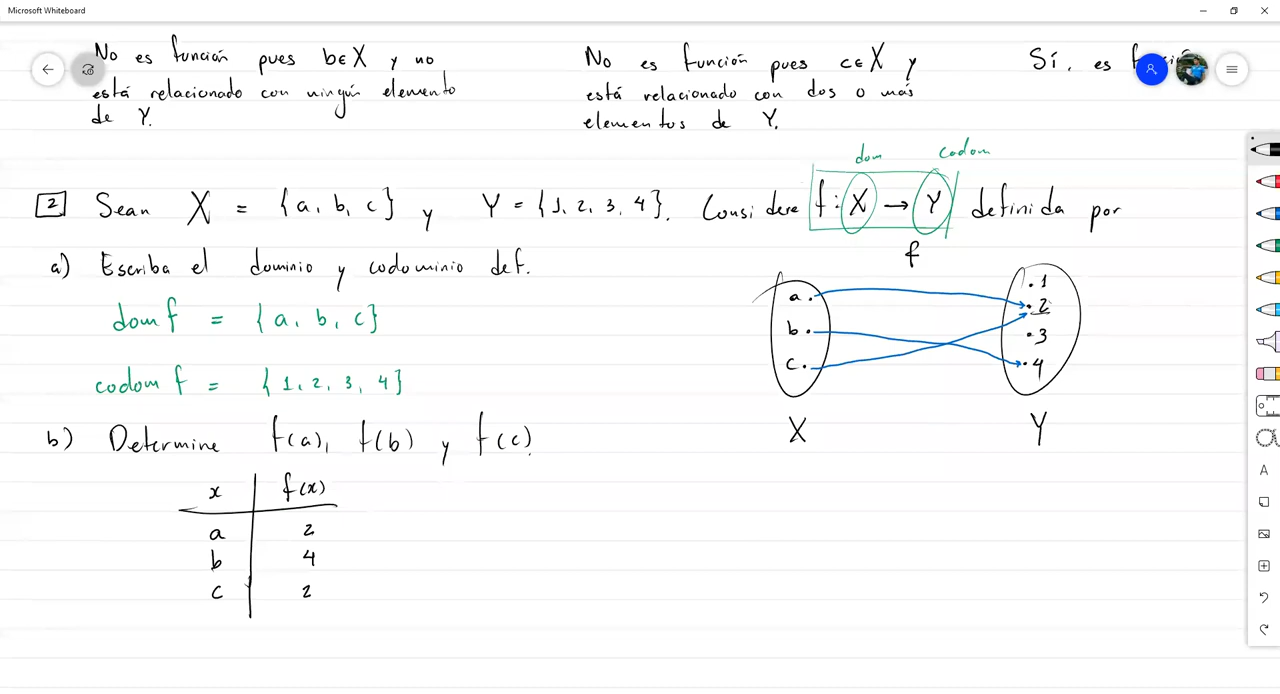 Microsoft Whiteboard
No es función pues b∈X y no
está relacionado con ningún elemento
de Y.
No es función pues c∈X y
está relacionado con dos o más
elementos de Y.
Sí, es
dom codom
2 Sean X = {a, b, c} y Y = {1, 2, 3, 4}. Considere f: X → Y definida por
a) Escriba el dominio y codominio de f.
dom f = {a, b, c}
codom f = {1, 2, 3, 4}
b) Determine f(a), f(b) y f(c).
x f(x)
a 2
b 4
c 2
f
a 1
b 2
c 3
4
X Y
A